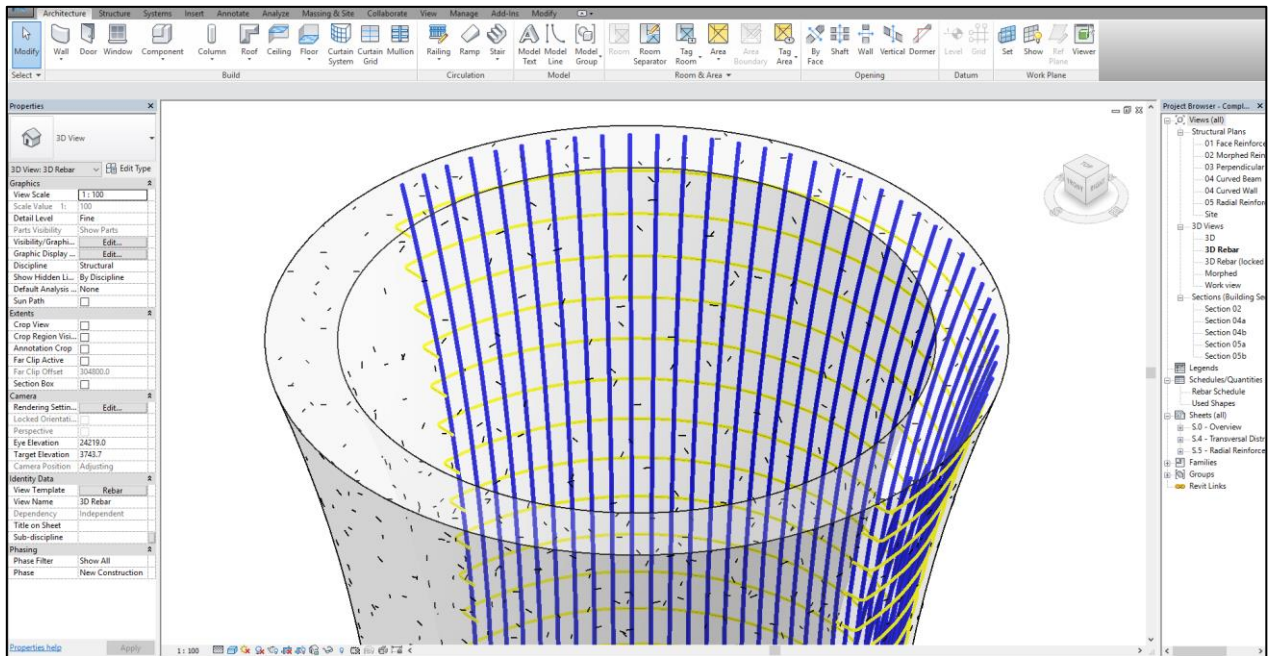 Architecture Structure Systems Insert Annotate Analyze Massing & Site Collaborate View Manage Add-Ins Modify
Modify Wall Door Window Component Column Roof Ceiling Floor Curtain System Curtain Grid Mullion Railing Ramp Stair Model Text Model Line Model Group Room Room Separator Tag Room Area Area Boundary Tag Area By Face Shaft Wall Vertical Dormer Level Grid Set Show Ref Plane Viewer
Select Build Circulation Model Room & Area Opening Datum Work Plane
Properties
3D View
3D View: 3D Rebar Edit Type
Graphics
View Scale 1 : 100
Scale Value 1: 100
Detail Level Fine
Parts Visibility Show Parts
Visibility/Graphi... Edit...
Graphic Display ... Edit...
Discipline Structural
Show Hidden Li... By Discipline
Default Analysis ... None
Sun Path
Extents
Crop View
Crop Region Visi...
Annotation Crop
Far Clip Active
Far Clip Offset 304800.0
Section Box
Camera
Rendering Settin... Edit...
Locked Orientati...
Perspective
Eye Elevation 24219.0
Target Elevation 3743.7
Camera Position Adjusting
Identity Data
View Template Rebar
View Name 3D Rebar
Dependency Independent
Title on Sheet
Sub-discipline
Phasing
Phase Filter Show All
Phase New Construction
Properties help Apply
1 : 100
TOP
FRONT RIGHT
Project Browser - Compl...
Views (all)
Structural Plans
01 Face Reinforce
02 Morphed Rein
03 Perpendicular
04 Curved Beam
04 Curved Wall
05 Radial Reinfor
Site
3D Views
3D
3D Rebar
3D Rebar (locked
Morphed
Work view
Sections (Building Se
Section 02
Section 04a
Section 04b
Section 05a
Section 05b
Legends
Schedules/Quantities
Rebar Schedule
Used Shapes
Sheets (all)
S.0 - Overview
S.4 - Transversal Distr
S.5 - Radial Reinforce
Families
Groups
Revit Links